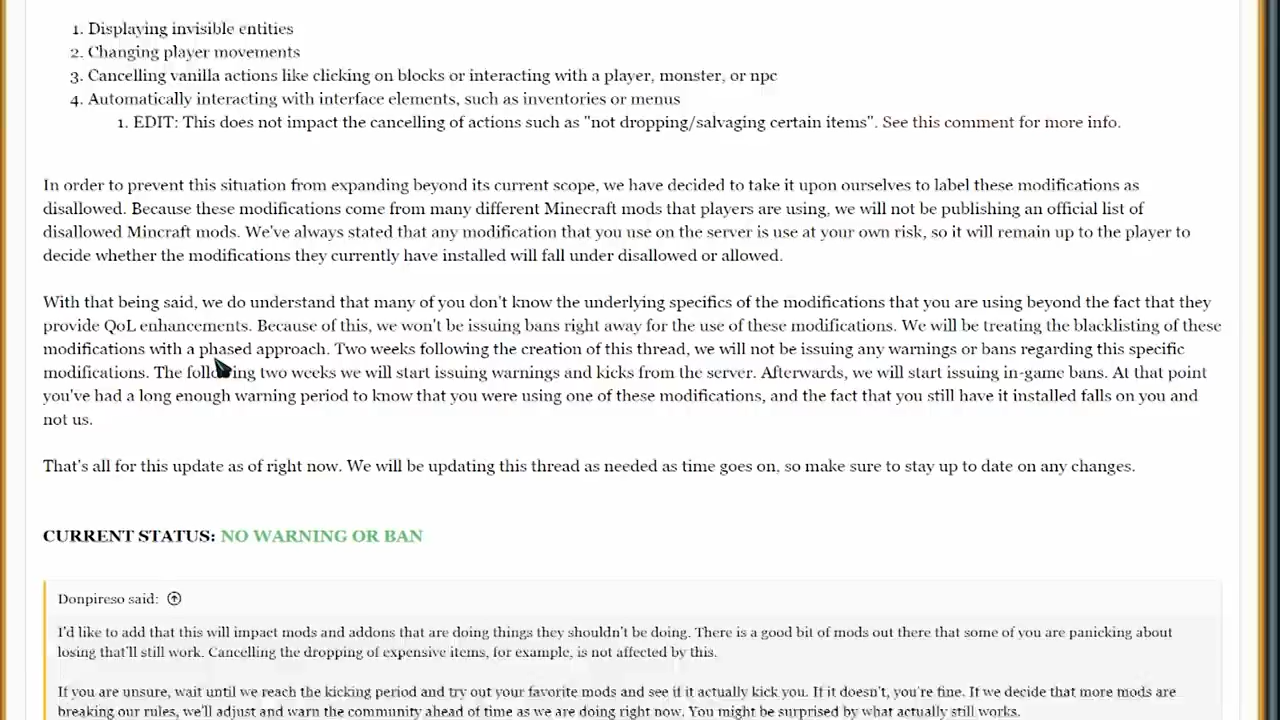 1. Displaying invisible entities
2. Changing player movements
3. Cancelling vanilla actions like clicking on blocks or interacting with a player, monster, or npc
4. Automatically interacting with interface elements, such as inventories or menus
1. EDIT: This does not impact the cancelling of actions such as "not dropping/salvaging certain items". See this comment for more info.
In order to prevent this situation from expanding beyond its current scope, we have decided to take it upon ourselves to label these modifications as
disallowed. Because these modifications come from many different Minecraft mods that players are using, we will not be publishing an official list of
disallowed Mincraft mods. We've always stated that any modification that you use on the server is use at your own risk, so it will remain up to the player to
decide whether the modifications they currently have installed will fall under disallowed or allowed.
With that being said, we do understand that many of you don't know the underlying specifics of the modifications that you are using beyond the fact that they
provide QoL enhancements. Because of this, we won't be issuing bans right away for the use of these modifications. We will be treating the blacklisting of these
modifications with a phased approach. Two weeks following the creation of this thread, we will not be issuing any warnings or bans regarding this specific
modifications. The following two weeks we will start issuing warnings and kicks from the server. Afterwards, we will start issuing in-game bans. At that point
you've had a long enough warning period to know that you were using one of these modifications, and the fact that you still have it installed falls on you and
not us.
That's all for this update as of right now. We will be updating this thread as needed as time goes on, so make sure to stay up to date on any changes.
CURRENT STATUS: NO WARNING OR BAN
Donpireso said:
I'd like to add that this will impact mods and addons that are doing things they shouldn't be doing. There is a good bit of mods out there that some of you are panicking about
losing that'll still work. Cancelling the dropping of expensive items, for example, is not affected by this.
If you are unsure, wait until we reach the kicking period and try out your favorite mods and see if it actually kick you. If it doesn't, you're fine. If we decide that more mods are
breaking our rules, we'll adjust and warn the community ahead of time as we are doing right now. You might be surprised by what actually still works.